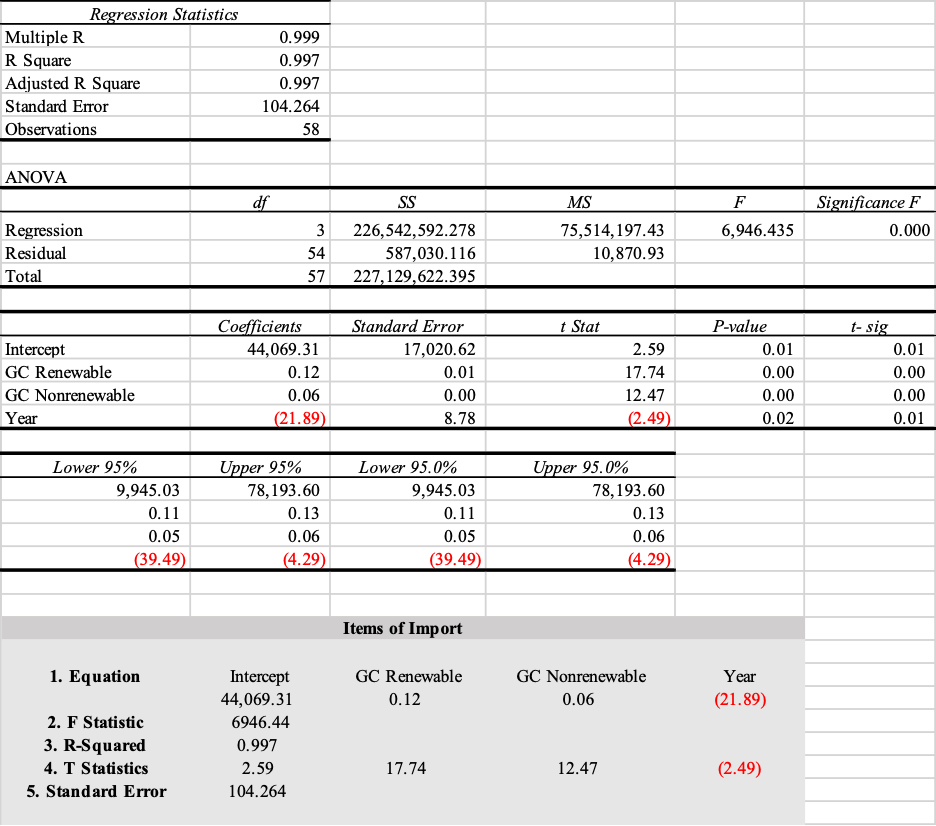 Regression Statistics
Multiple R 0.999
R Square 0.997
Adjusted R Square 0.997
Standard Error 104.264
Observations 58
ANOVA
df SS MS F Significance F
Regression 3 226,542,592.278 75,514,197.43 6,946.435 0.000
Residual 54 587,030.116 10,870.93
Total 57 227,129,622.395
Coefficients Standard Error t Stat P-value t- sig
Intercept 44,069.31 17,020.62 2.59 0.01 0.01
GC Renewable 0.12 0.01 17.74 0.00 0.00
GC Nonrenewable 0.06 0.00 12.47 0.00 0.00
Year (21.89) 8.78 (2.49) 0.02 0.01
Lower 95% Upper 95% Lower 95.0% Upper 95.0%
9,945.03 78,193.60 9,945.03 78,193.60
0.11 0.13 0.11 0.13
0.05 0.06 0.05 0.06
(39.49) (4.29) (39.49) (4.29)
Items of Import
1. Equation Intercept GC Renewable GC Nonrenewable Year
44,069.31 0.12 0.06 (21.89)
2. F Statistic 6946.44
3. R-Squared 0.997
4. T Statistics 2.59 17.74 12.47 (2.49)
5. Standard Error 104.264